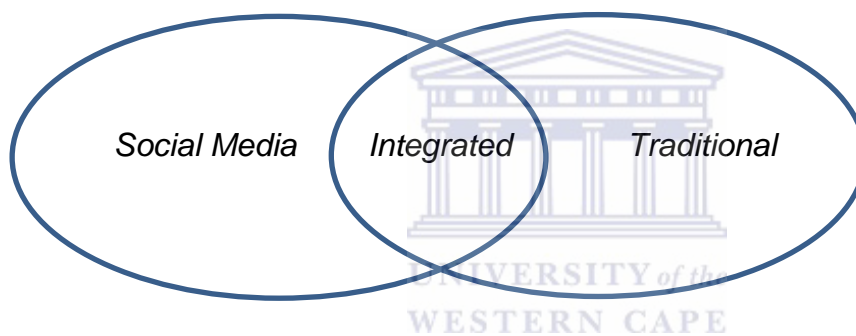 Social Media Integrated Traditional
UNIVERSITY of the
WESTERN CAPE